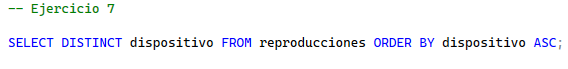 -- Ejercicio 7
SELECT DISTINCT dispositivo FROM reproducciones ORDER BY dispositivo ASC;